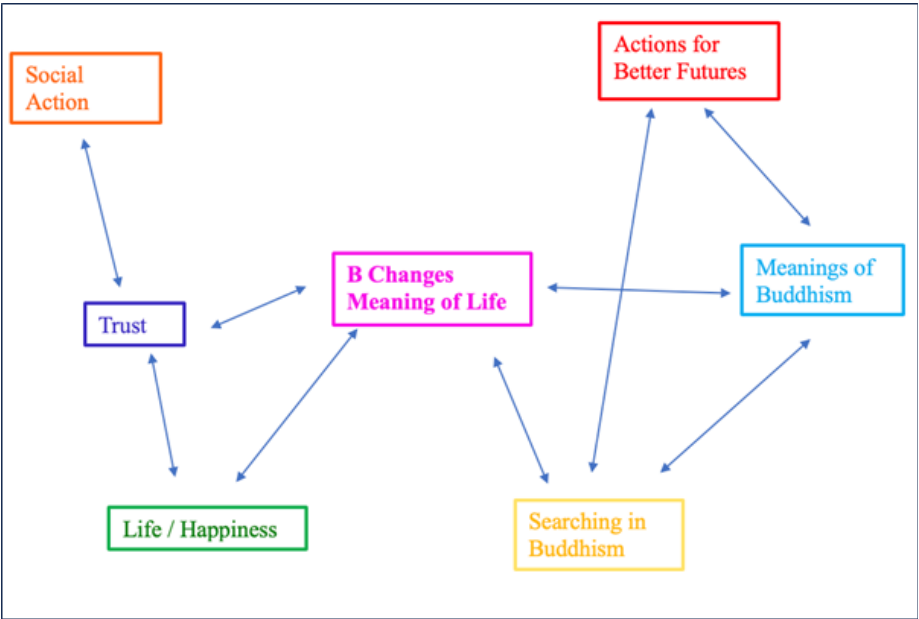 Social
Action
Actions for
Better Futures
B Changes
Meaning of Life
Meanings of
Buddhism
Trust
Life / Happiness
Searching in
Buddhism